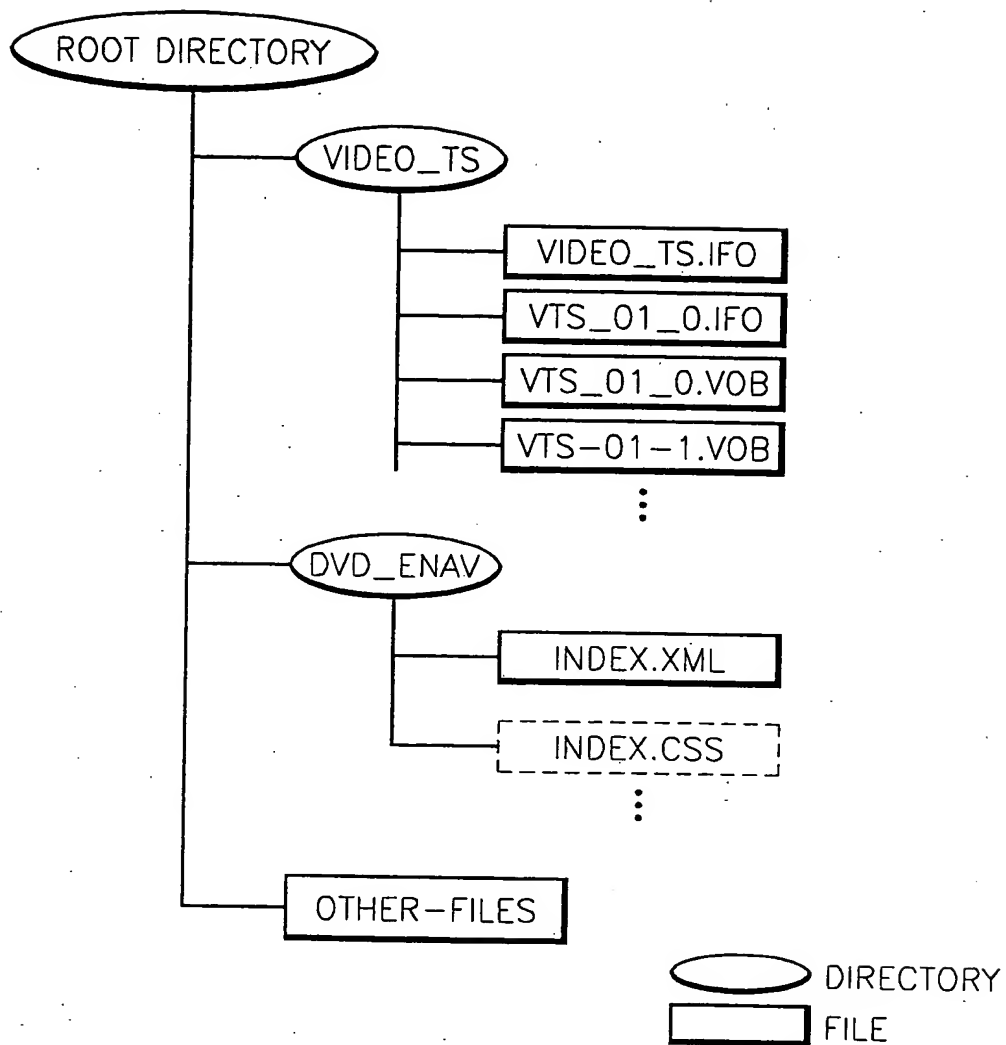 ROOT DIRECTORY
VIDEO_TS
VIDEO_TS.IFO
VTS_01_0.IFO
VTS_01_0.VOB
VTS-01-1.VOB
DVD_ENAV
INDEX.XML
INDEX.CSS
OTHER-FILES
DIRECTORY
FILE